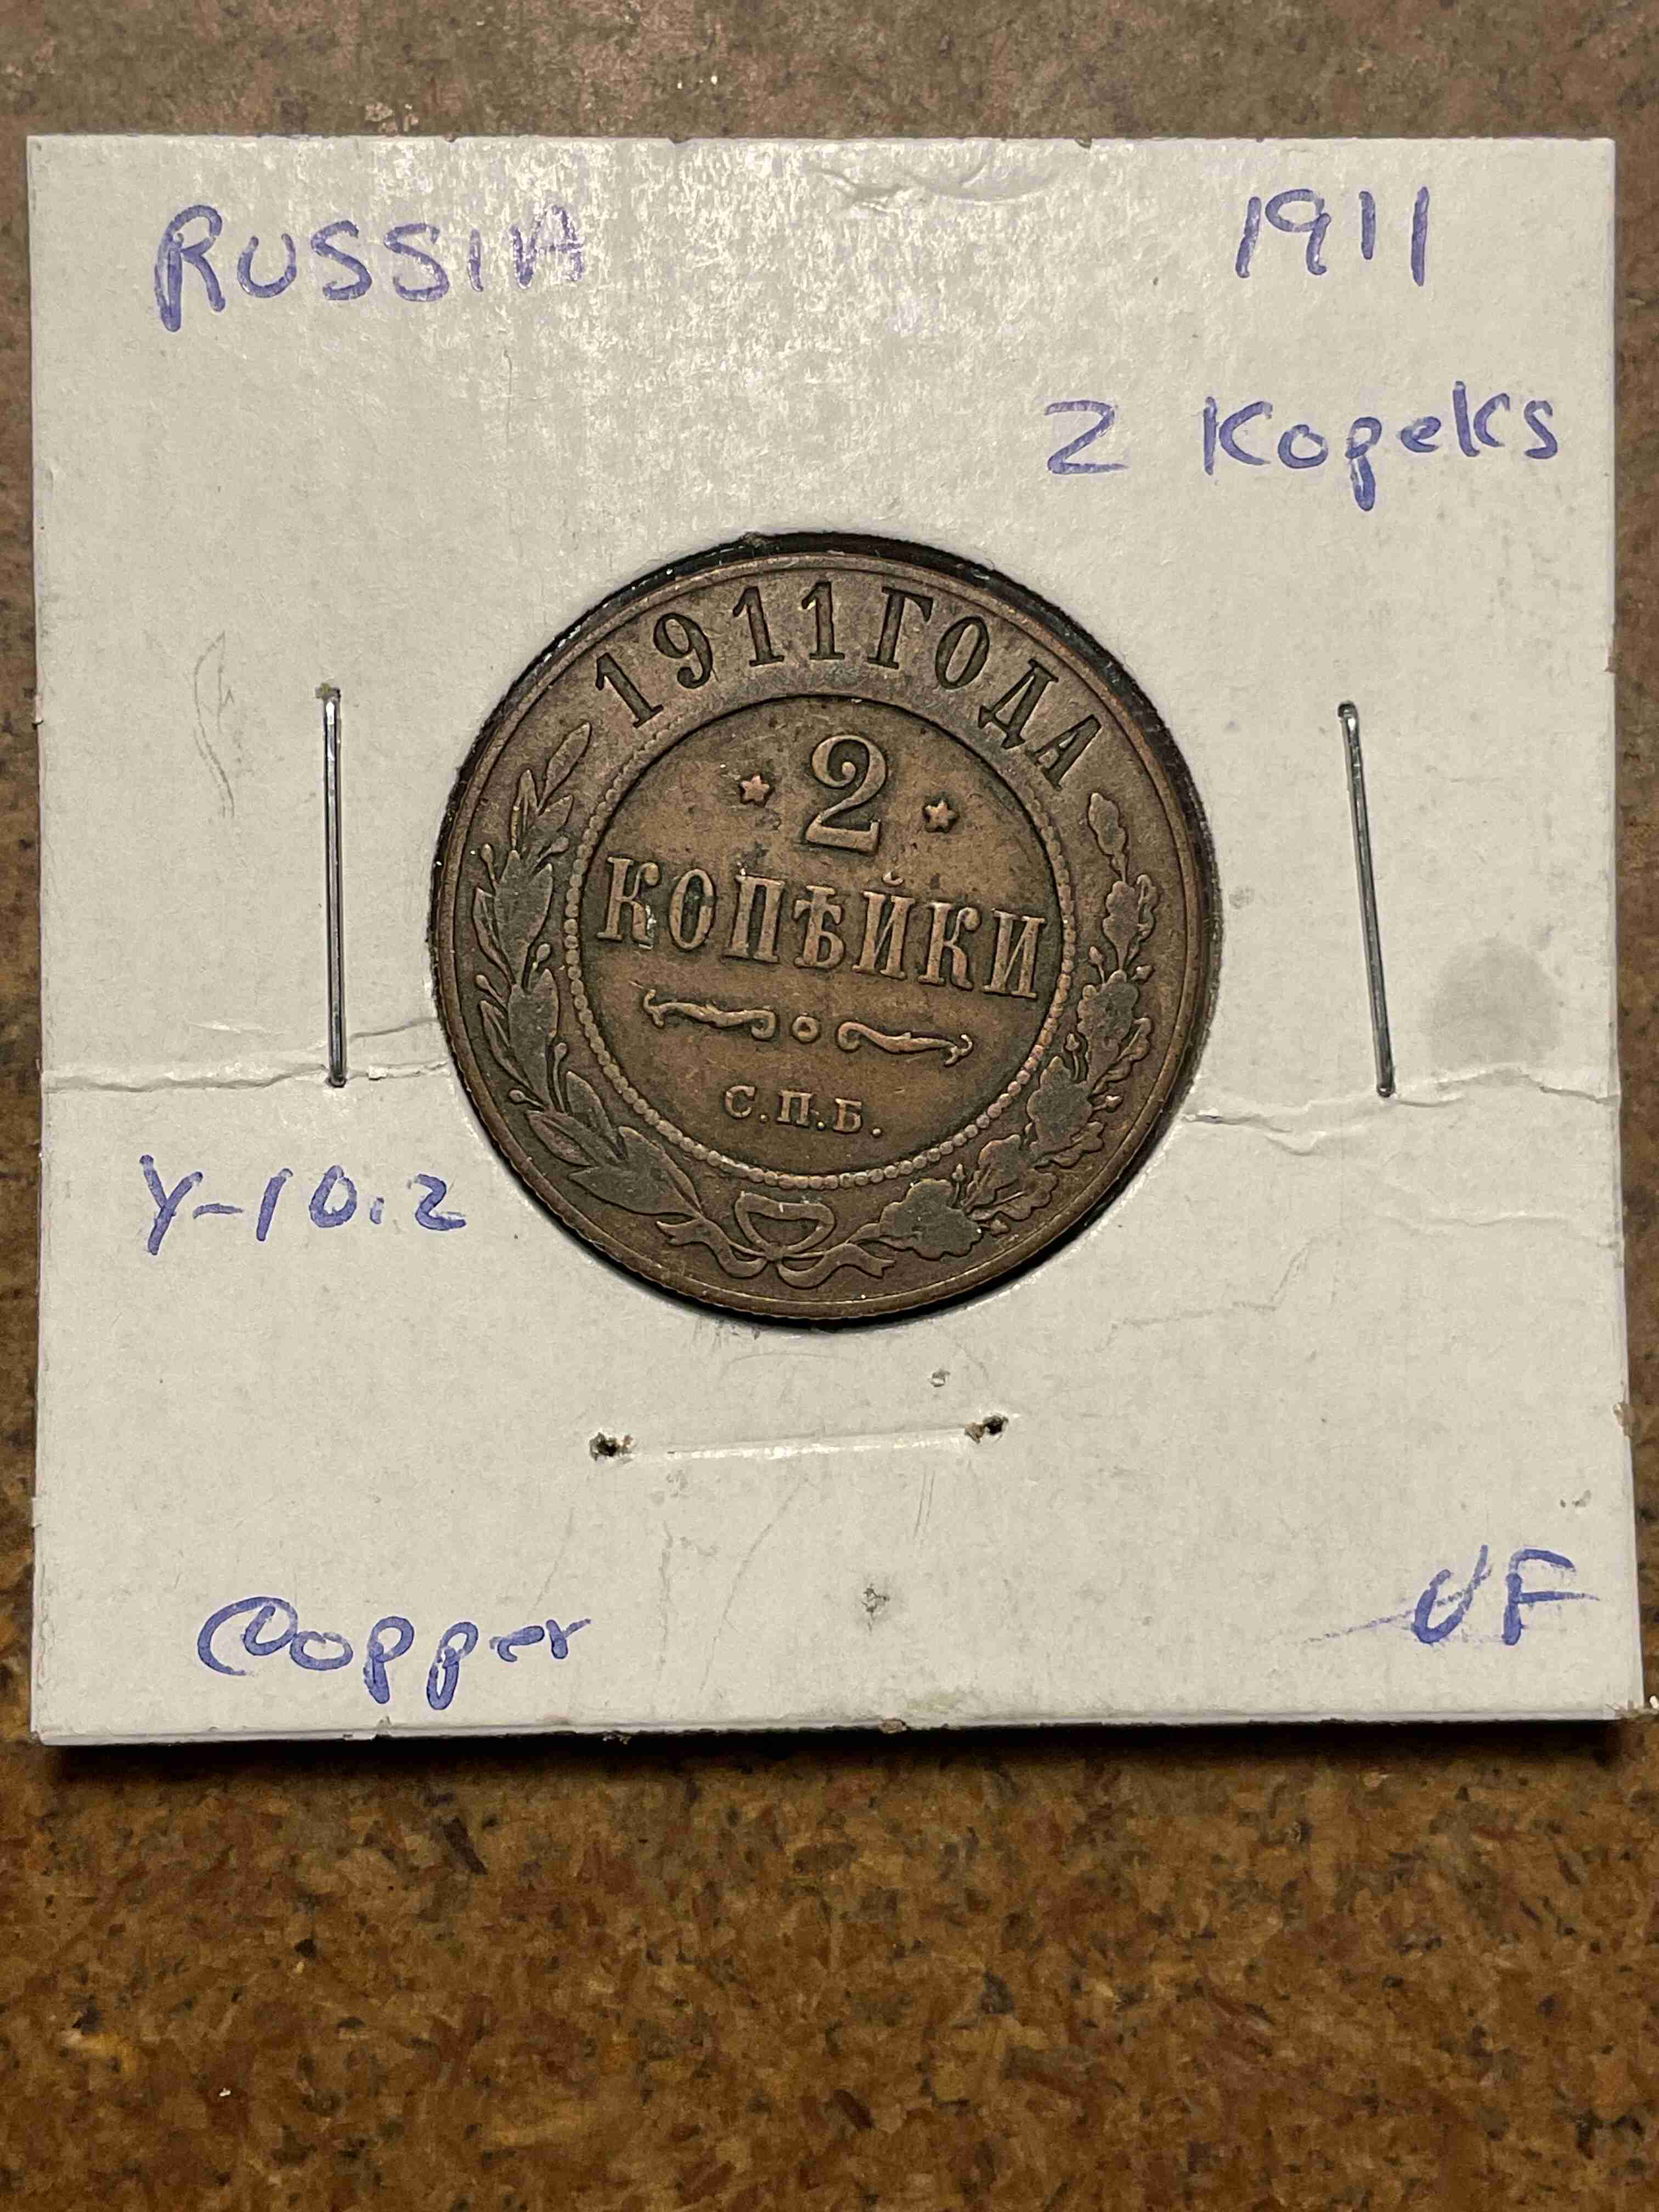 RUSSIA 1911
2 Kopeks
1911 ГОДА
2
КОПѢЙКИ
С.П.Б.
Y-10.2
Copper VF